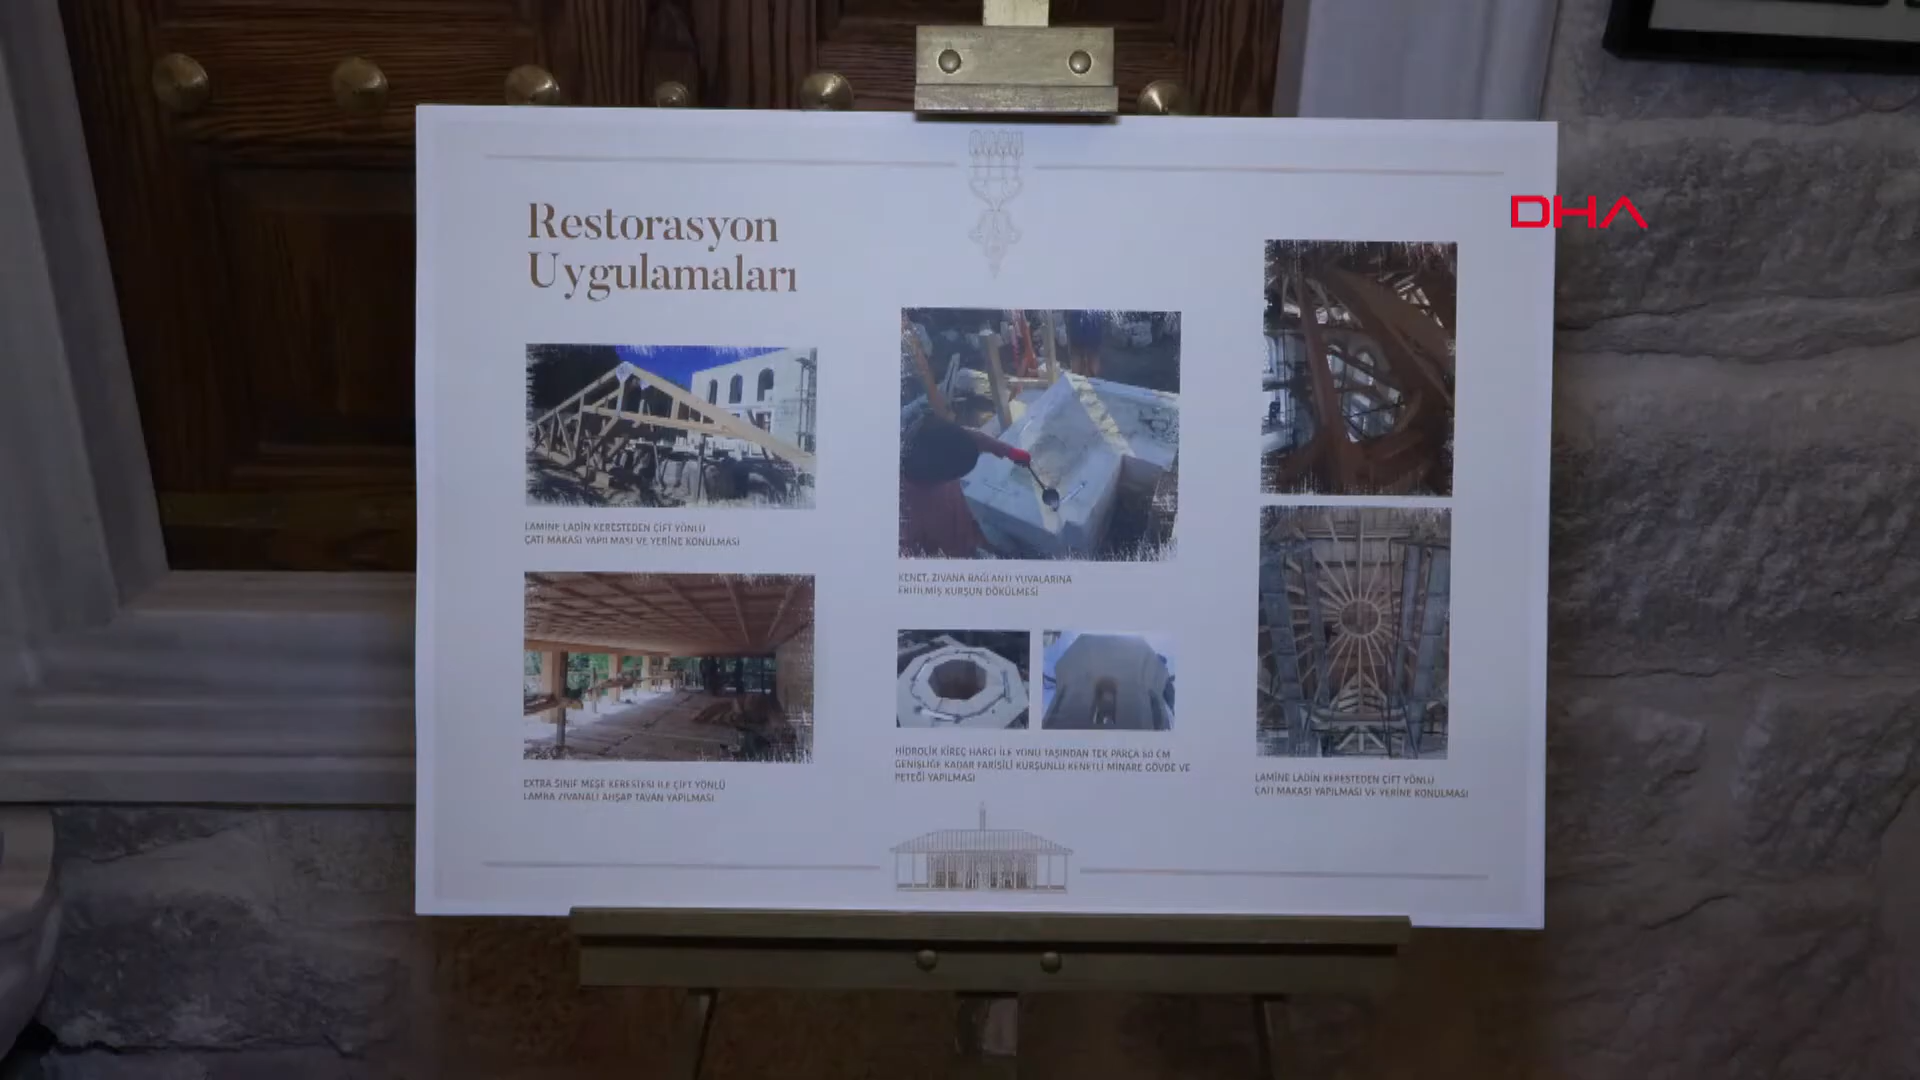 Restorasyon
Uygulamaları
DHA
LAMİNE LADİN KERESTEDEN ÇİFT YÖNLÜ
ÇATI MAKASI YAPILMASI VE YERİNE KONULMASI
EXTRA SINIF MEŞE KERESTESİ İLE ÇİFT YÖNLÜ
LAMBA ZIVANALI AHŞAP TAVAN YAPILMASI
KENET, ZIVANA BAĞLANTI YUVALARINA
ERİTİLMİŞ KURŞUN DÖKÜLMESİ
HİDROLİK KİREÇ HARCI İLE YONU TAŞINDAN TEK PARÇA 60 CM
GENİŞLİĞE KADAR PARİSİLİ KURŞUNLU KENETLİ MİNARE GÖVDE VE
PETEĞİ YAPILMASI
LAMİNE LADİN KERESTEDEN ÇİFT YÖNLÜ
ÇATI MAKASI YAPILMASI VE YERİNE KONULMASI